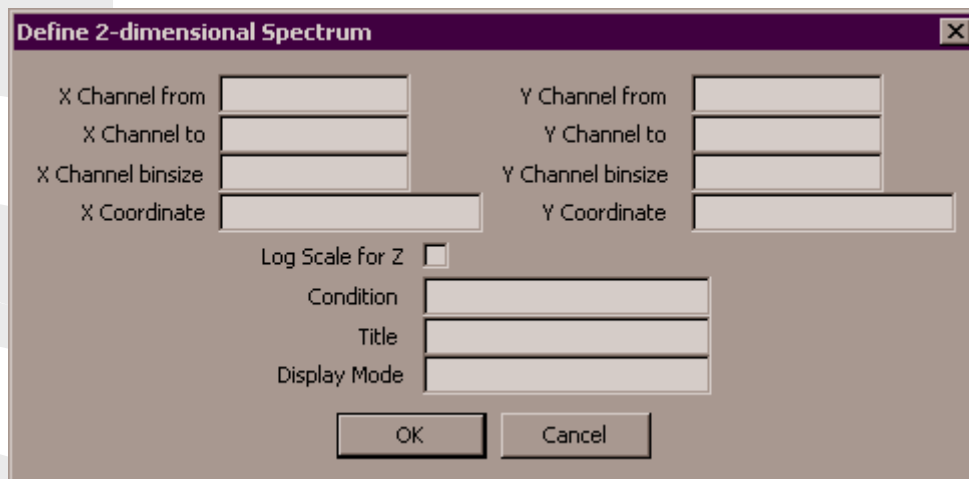 Define 2-dimensional Spectrum
X Channel from Y Channel from
X Channel to Y Channel to
X Channel binsize Y Channel binsize
X Coordinate Y Coordinate
Log Scale for Z
Condition
Title
Display Mode
OK Cancel